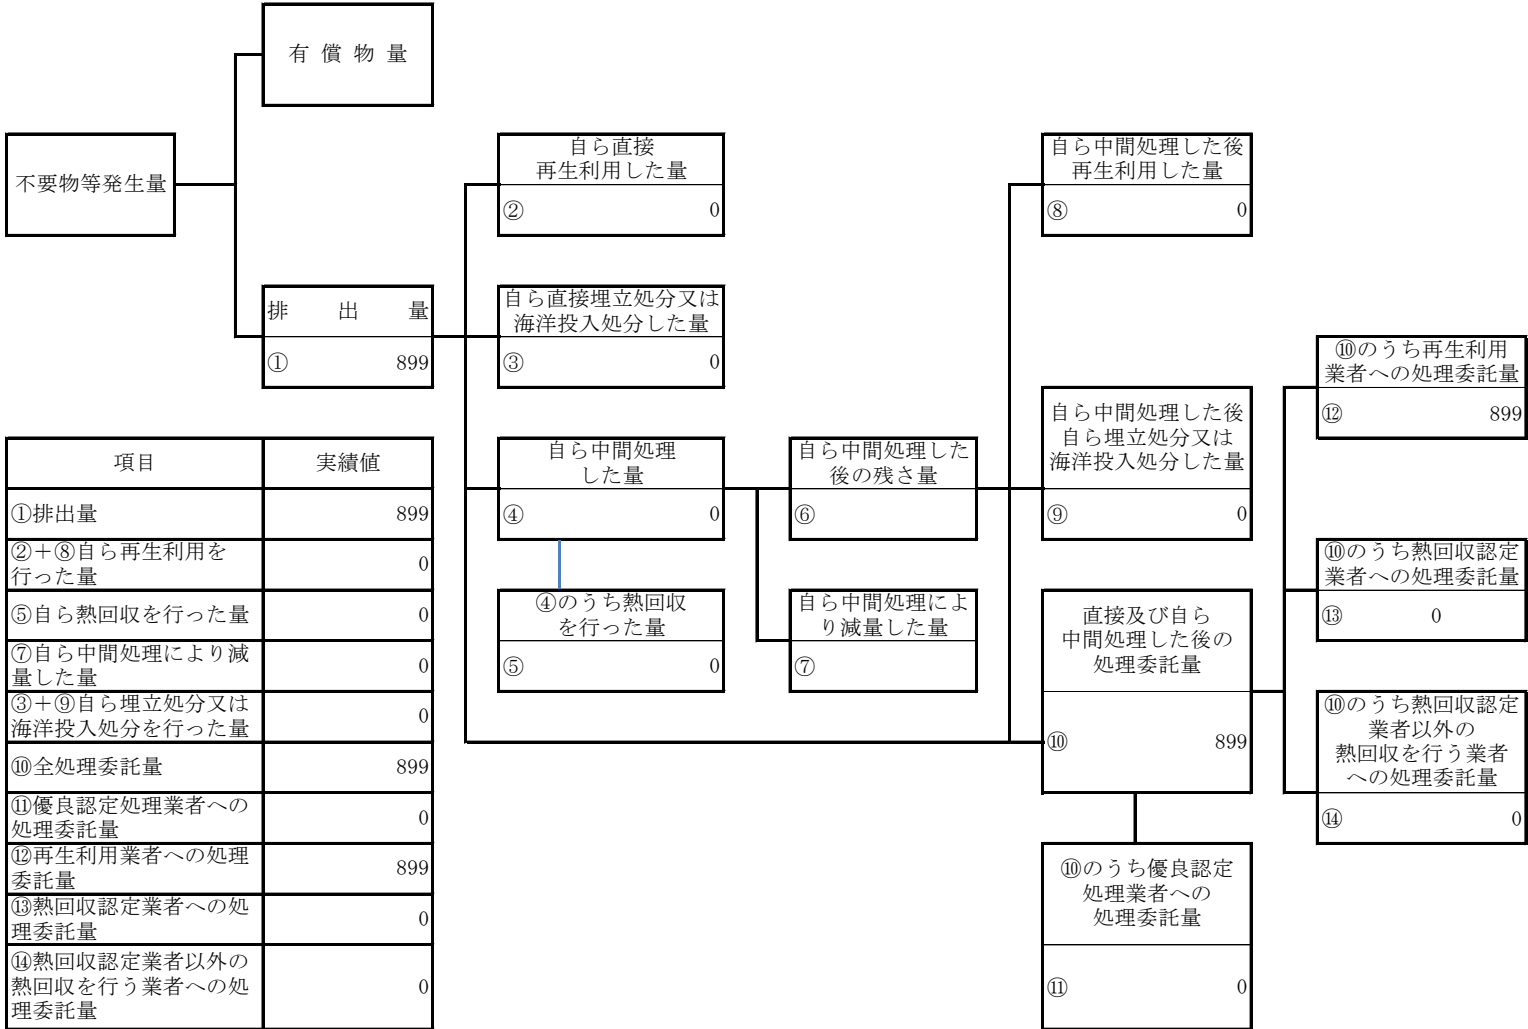 有償物量
不要物等発生量
排出量
① 899
自ら直接
再生利用した量
② 0
自ら直接埋立処分又は
海洋投入処分した量
③ 0
自ら中間処理
した量
④ 0
④のうち熱回収
を行った量
⑤ 0
自ら中間処理した
後の残さ量
⑥
自ら中間処理によ
り減量した量
⑦
自ら中間処理した後
再生利用した量
⑧ 0
自ら中間処理した後
自ら埋立処分又は
海洋投入処分した量
⑨ 0
直接及び自ら
中間処理した後の
処理委託量
⑩ 899
⑩のうち優良認定
処理業者への
処理委託量
⑪ 0
⑩のうち再生利用
業者への処理委託量
⑫ 899
⑩のうち熱回収認定
業者への処理委託量
⑬ 0
⑩のうち熱回収認定
業者以外の
熱回収を行う業者
への処理委託量
⑭ 0
項目 実績値
①排出量 899
②+⑧自ら再生利用を
行った量 0
⑤自ら熱回収を行った量 0
⑦自ら中間処理により減
量した量 0
③+⑨自ら埋立処分又は
海洋投入処分を行った量 0
⑩全処理委託量 899
⑪優良認定処理業者への
処理委託量 0
⑫再生利用業者への処理
委託量 899
⑬熱回収認定業者への処
理委託量 0
⑭熱回収認定業者以外の
熱回収を行う業者への処
理委託量 0